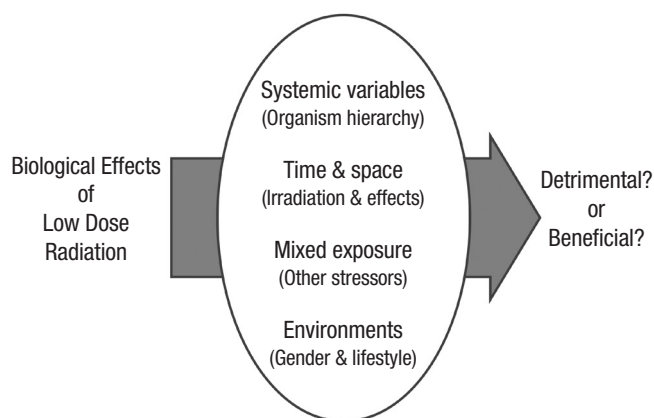 Biological Effects
of
Low Dose
Radiation
Systemic variables
(Organism hierarchy)
Time & space
(Irradiation & effects)
Mixed exposure
(Other stressors)
Environments
(Gender & lifestyle)
Detrimental?
or
Beneficial?